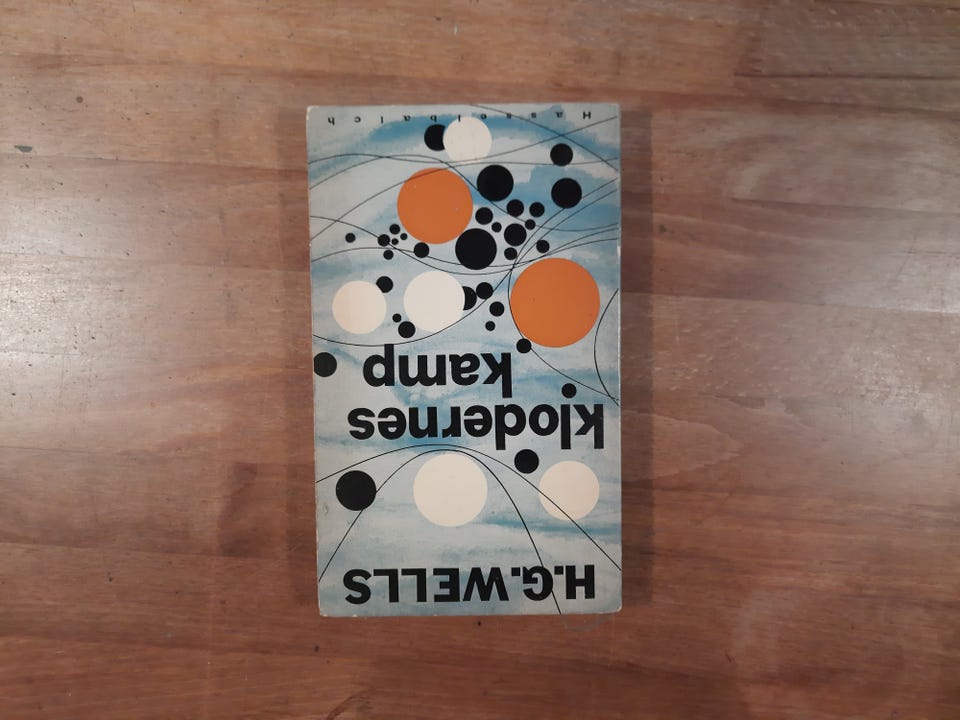 H.G.WELLS
klodernes
kamp
Hasselbalch